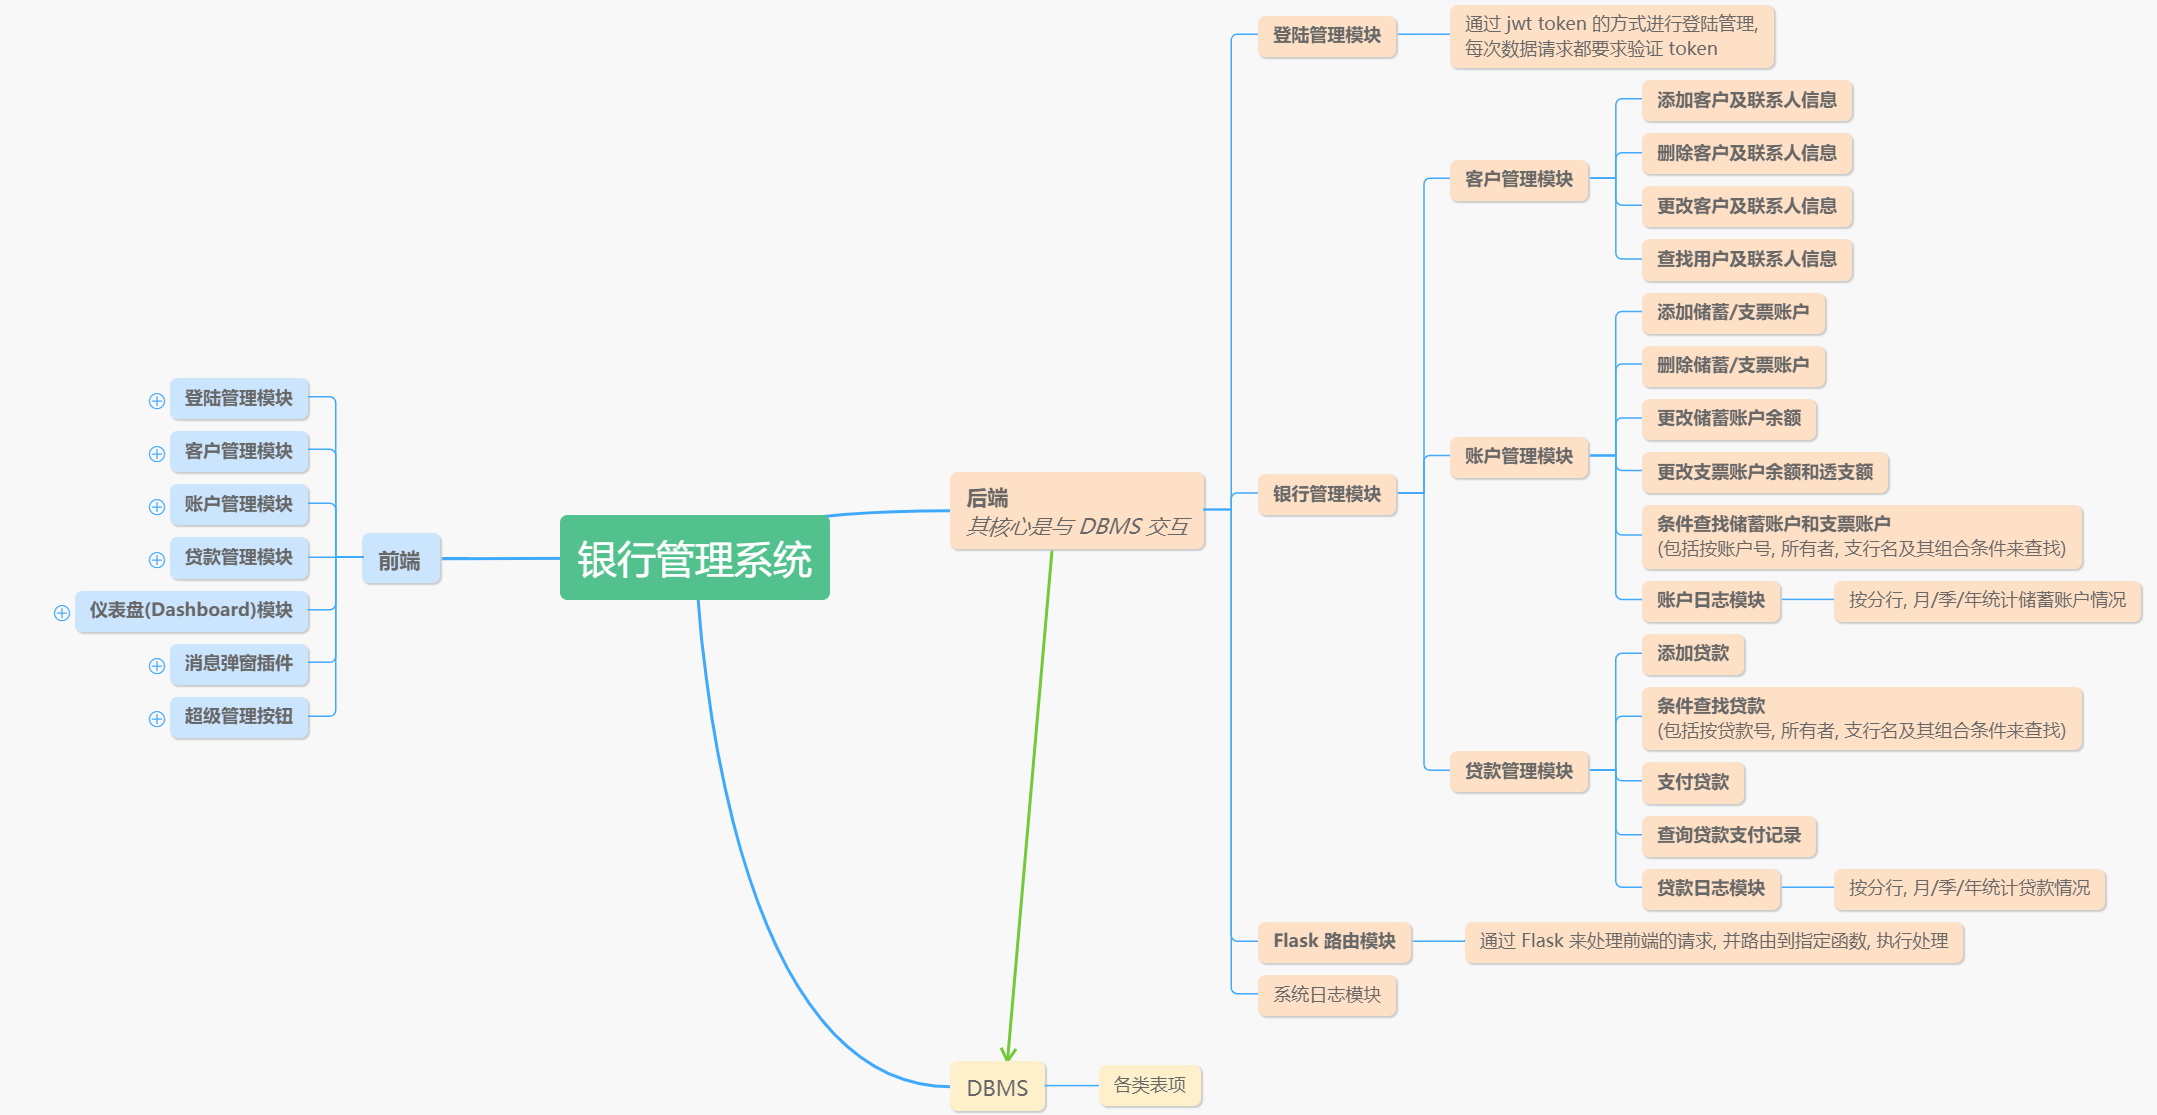 银行管理系统
前端
登陆管理模块
客户管理模块
账户管理模块
贷款管理模块
仪表盘(Dashboard)模块
消息弹窗插件
超级管理按钮
后端
其核心是与 DBMS 交互
登陆管理模块
通过 jwt token 的方式进行登陆管理,
每次数据请求都要求验证 token
银行管理模块
客户管理模块
添加客户及联系人信息
删除客户及联系人信息
更改客户及联系人信息
查找用户及联系人信息
账户管理模块
添加储蓄/支票账户
删除储蓄/支票账户
更改储蓄账户余额
更改支票账户余额和透支额
条件查找储蓄账户和支票账户
(包括按账户号, 所有者, 支行名及其组合条件来查找)
账户日志模块
按分行, 月/季/年统计储蓄账户情况
贷款管理模块
添加贷款
条件查找贷款
(包括按贷款号, 所有者, 支行名及其组合条件来查找)
支付贷款
查询贷款支付记录
贷款日志模块
按分行, 月/季/年统计贷款情况
Flask 路由模块
通过 Flask 来处理前端的请求, 并路由到指定函数, 执行处理
系统日志模块
DBMS
各类表项